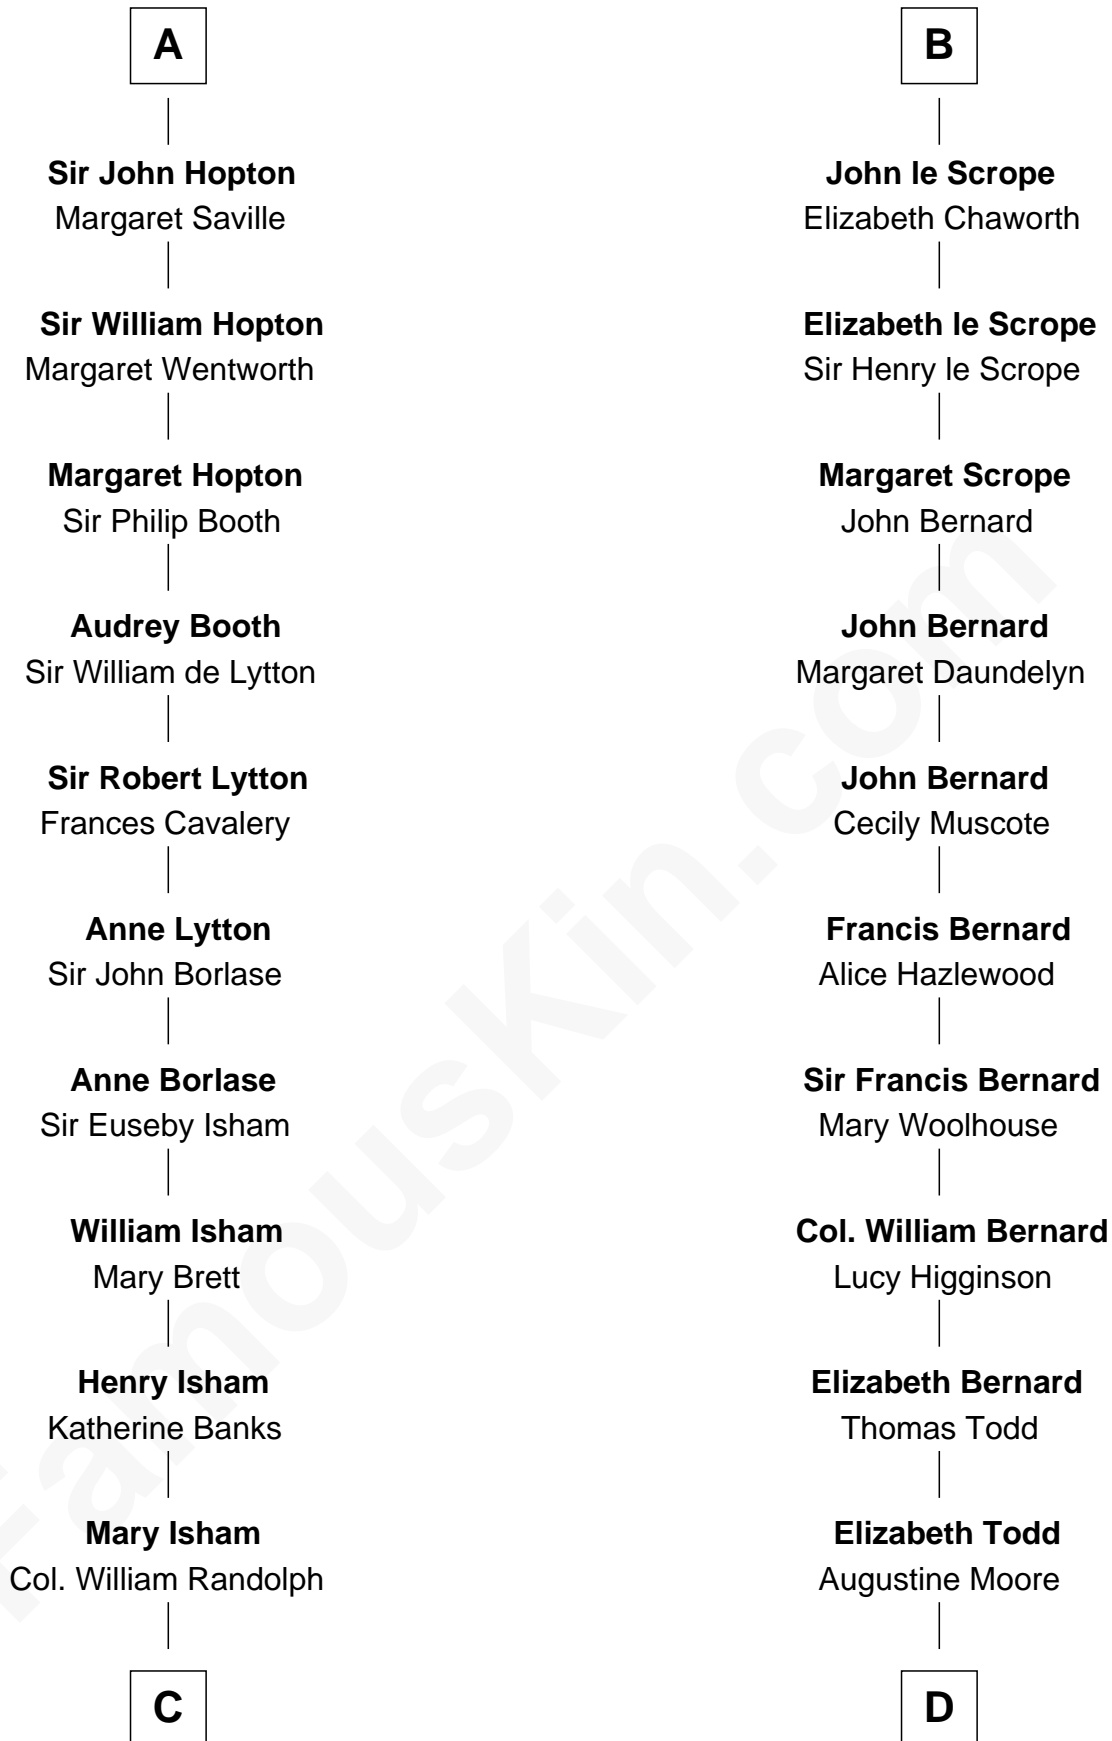 A
Sir John Hopton
Margaret Saville
Sir William Hopton
Margaret Wentworth
Margaret Hopton
Sir Philip Booth
Audrey Booth
Sir William de Lytton
Sir Robert Lytton
Frances Cavalery
Anne Lytton
Sir John Borlase
Anne Borlase
Sir Euseby Isham
William Isham
Mary Brett
Henry Isham
Katherine Banks
Mary Isham
Col. William Randolph
C
B
John le Scrope
Elizabeth Chaworth
Elizabeth le Scrope
Sir Henry le Scrope
Margaret Scrope
John Bernard
John Bernard
Margaret Daundelyn
John Bernard
Cecily Muscote
Francis Bernard
Alice Hazlewood
Sir Francis Bernard
Mary Woolhouse
Col. William Bernard
Lucy Higginson
Elizabeth Bernard
Thomas Todd
Elizabeth Todd
Augustine Moore
D
FamousKin.com